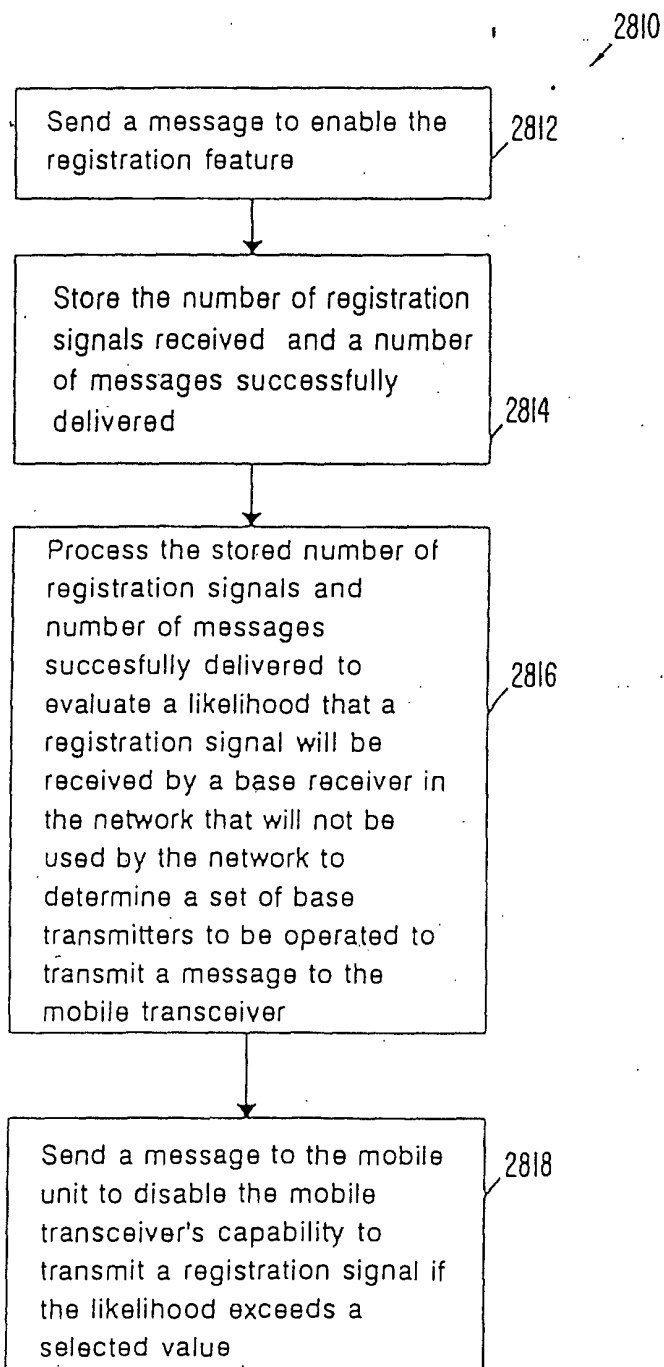 2810
Send a message to enable the
registration feature
2812
Store the number of registration
signals received and a number
of messages successfully
delivered
2814
Process the stored number of
registration signals and
number of messages
succesfully delivered to
evaluate a likelihood that a
registration signal will be
received by a base receiver in
the network that will not be
used by the network to
determine a set of base
transmitters to be operated to
transmit a message to the
mobile transceiver
2816
Send a message to the mobile
unit to disable the mobile
transceiver's capability to
transmit a registration signal if
the likelihood exceeds a
selected value
2818